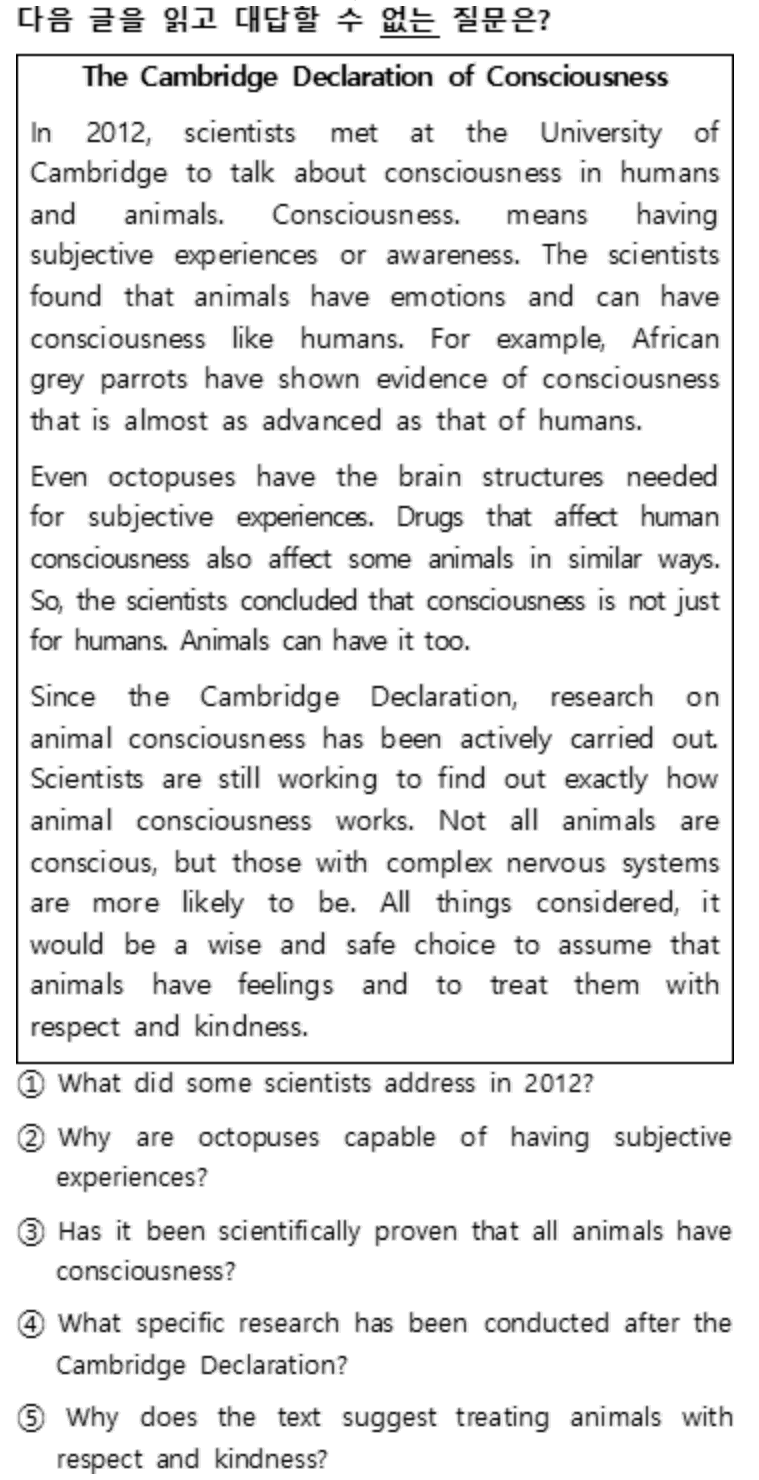 다음 글을 읽고 대답할 수 없는 질문은?
The Cambridge Declaration of Consciousness
In 2012, scientists met at the University of
Cambridge to talk about consciousness in humans
and animals. Consciousness. means having
subjective experiences or awareness. The scientists
found that animals have emotions and can have
consciousness like humans. For example, African
grey parrots have shown evidence of consciousness
that is almost as advanced as that of humans.
Even octopuses have the brain structures needed
for subjective experiences. Drugs that affect human
consciousness also affect some animals in similar ways.
So, the scientists concluded that consciousness is not just
for humans. Animals can have it too.
Since the Cambridge Declaration, research on
animal consciousness has been actively carried out.
Scientists are still working to find out exactly how
animal consciousness works. Not all animals are
conscious, but those with complex nervous systems
are more likely to be. All things considered, it
would be a wise and safe choice to assume that
animals have feelings and to treat them with
respect and kindness.
① What did some scientists address in 2012?
② Why are octopuses capable of having subjective
experiences?
③ Has it been scientifically proven that all animals have
consciousness?
④ What specific research has been conducted after the
Cambridge Declaration?
⑤ Why does the text suggest treating animals with
respect and kindness?